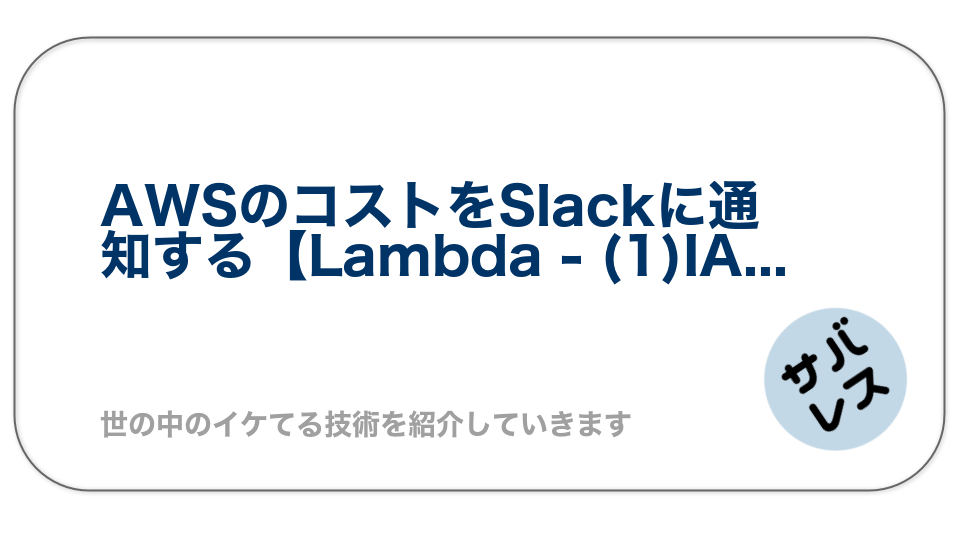 AWSのコストをSlackに通
知する【Lambda - (1)IA...
世の中のイケてる技術を紹介していきます
サバ
レス